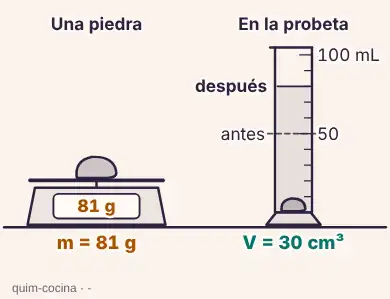 Una piedra
En la probeta
100 mL
después
antes
50
81 g
m = 81 g
V = 30 cm³
quim-cocina · -